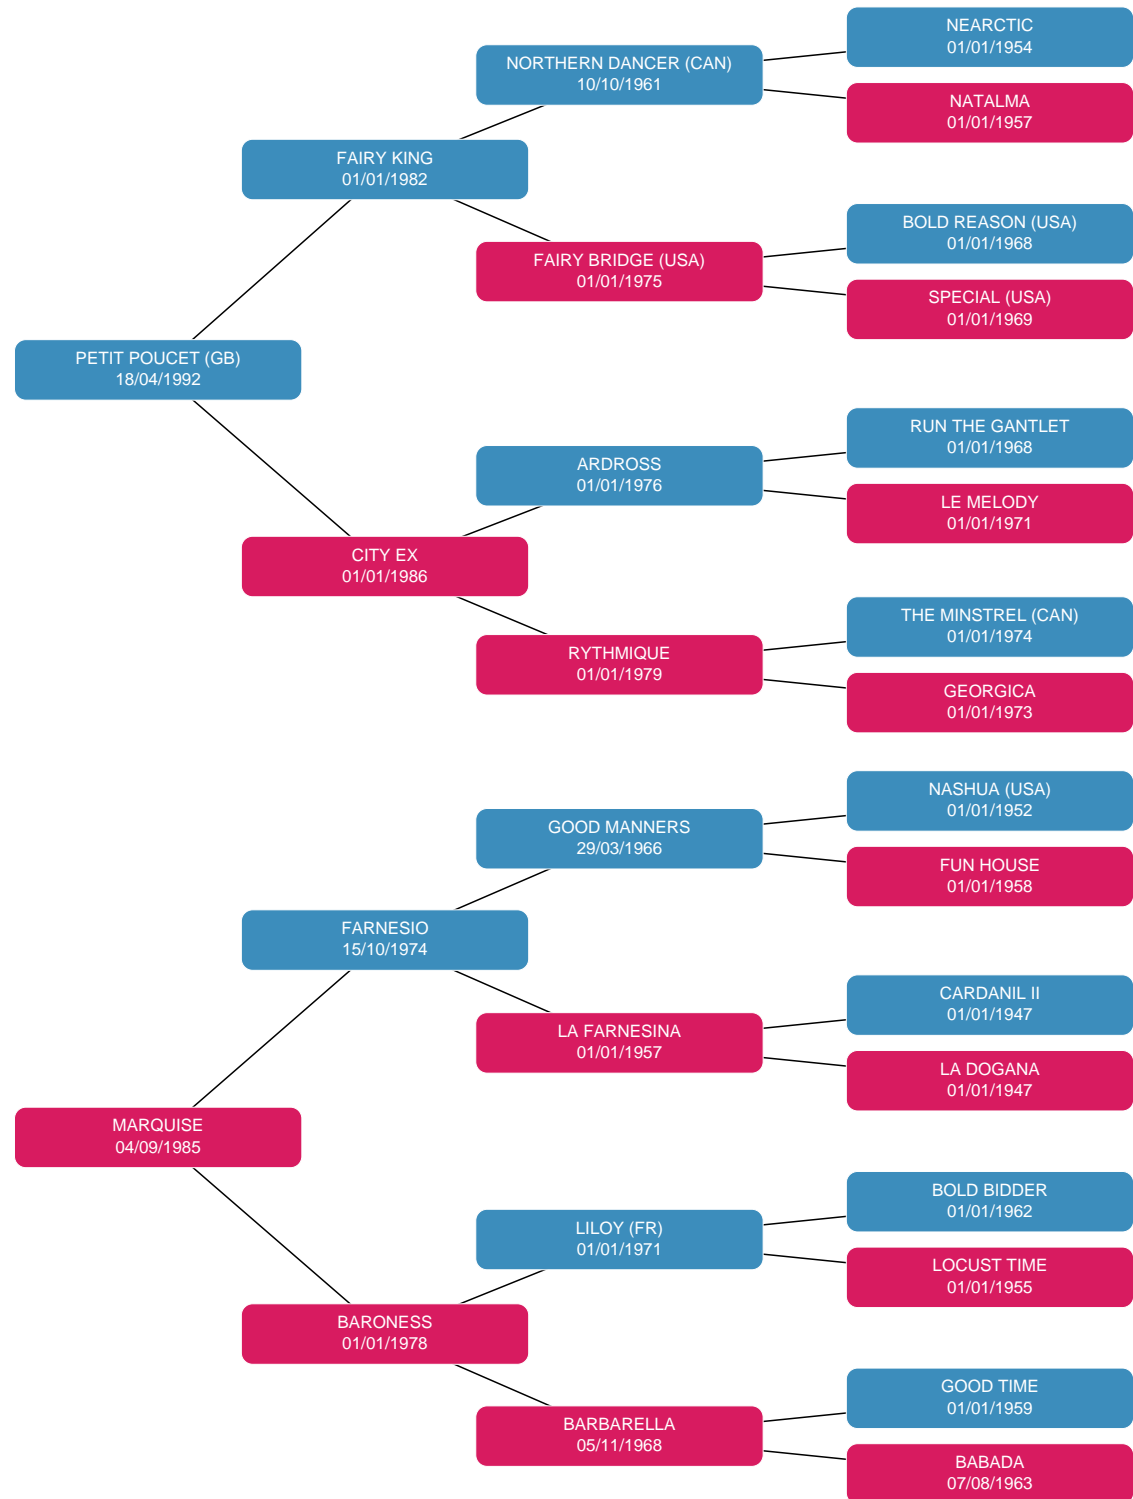 NEARCTIC
01/01/1954
NORTHERN DANCER (CAN)
10/10/1961
NATALMA
01/01/1957
FAIRY KING
01/01/1982
BOLD REASON (USA)
01/01/1968
FAIRY BRIDGE (USA)
01/01/1975
SPECIAL (USA)
01/01/1969
PETIT POUCET (GB)
18/04/1992
RUN THE GANTLET
01/01/1968
ARDROSS
01/01/1976
LE MELODY
01/01/1971
CITY EX
01/01/1986
THE MINSTREL (CAN)
01/01/1974
RYTHMIQUE
01/01/1979
GEORGICA
01/01/1973
NASHUA (USA)
01/01/1952
GOOD MANNERS
29/03/1966
FUN HOUSE
01/01/1958
FARNESIO
15/10/1974
CARDANIL II
01/01/1947
LA FARNESINA
01/01/1957
LA DOGANA
01/01/1947
MARQUISE
04/09/1985
BOLD BIDDER
01/01/1962
LILOY (FR)
01/01/1971
LOCUST TIME
01/01/1955
BARONESS
01/01/1978
GOOD TIME
01/01/1959
BARBARELLA
05/11/1968
BABADA
07/08/1963